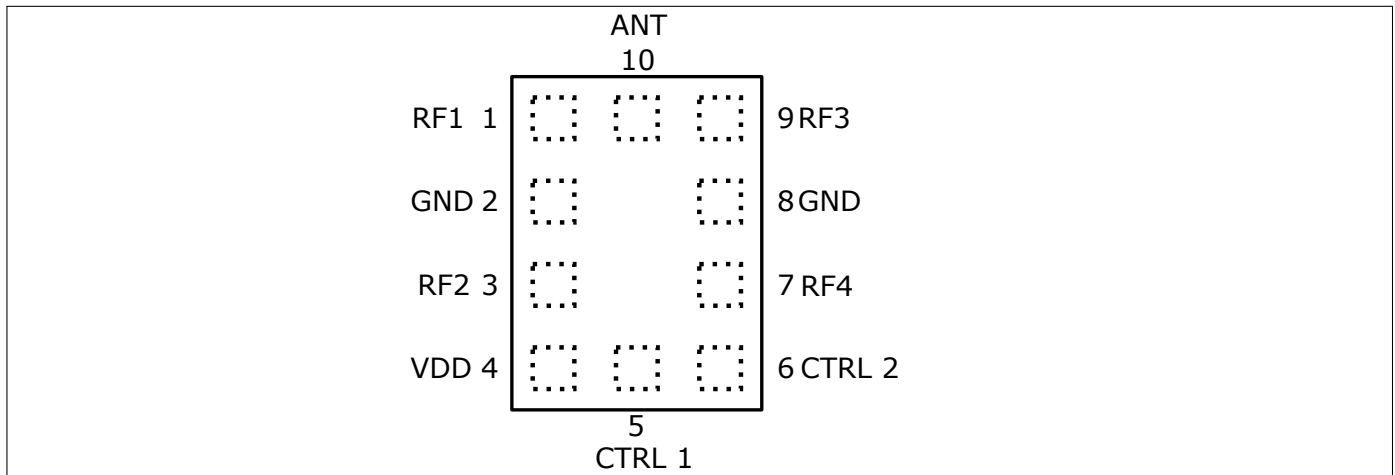 ANT
10
RF1 1
9 RF3
GND 2
8 GND
RF2 3
7 RF4
VDD 4
6 CTRL 2
5
CTRL 1